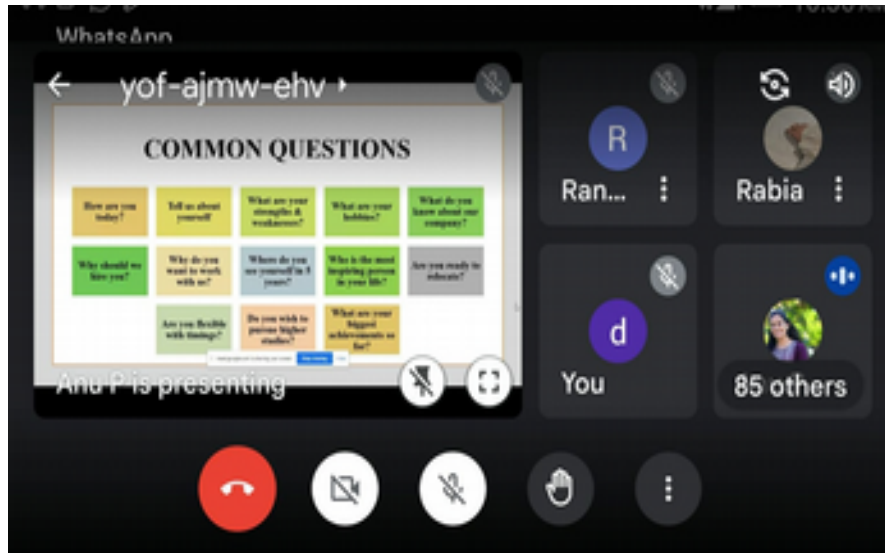 WhatsApp
yof-ajmw-ehv
COMMON QUESTIONS
How are you
today?
Tell us about
yourself
What are your
strengths &
weaknesses?
What are your
hobbies?
What do you
know about our
company?
Why should we
hire you?
Why do you
want to work
with us?
Where do you
see yourself in 5
years?
Who is the most
inspiring person
in your life?
Are you ready to
relocate?
Are you flexible
with timings?
Do you wish to
pursue higher
studies?
What are your
biggest
achievements so
far?
Anu P is presenting
R
Ran...
Rabia
d
You
85 others